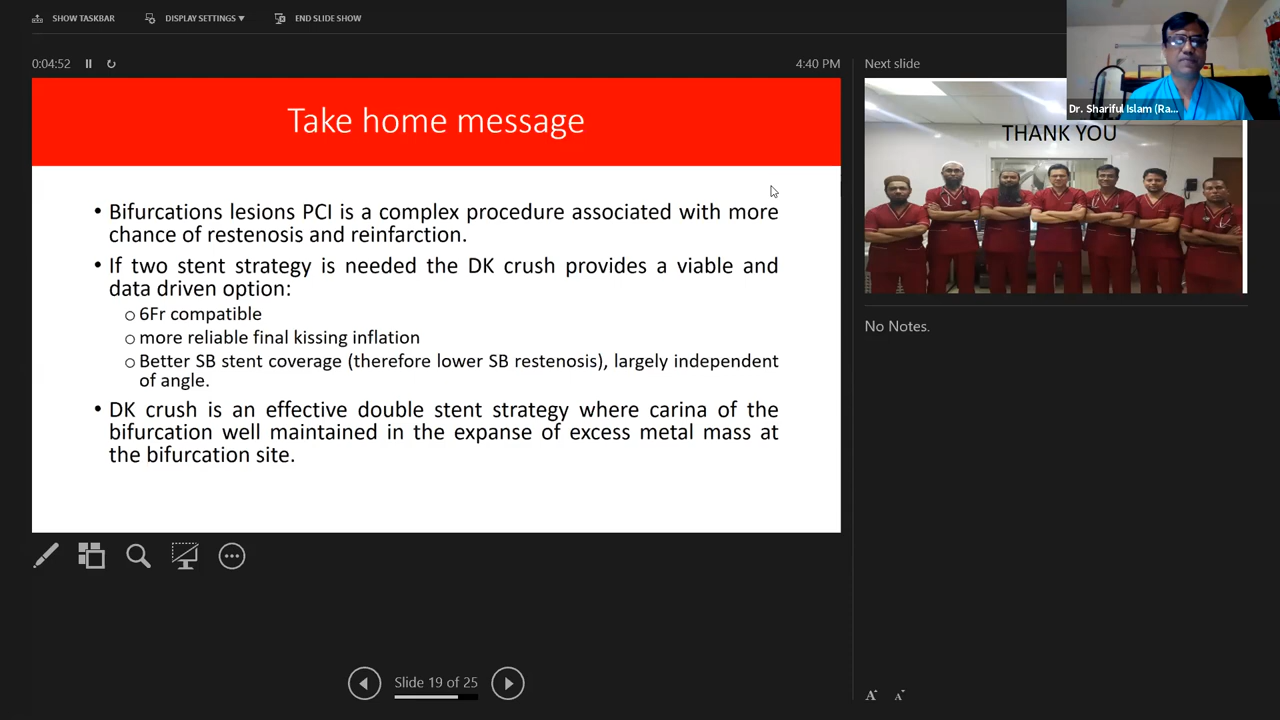 SHOW TASKBAR
DISPLAY SETTINGS
END SLIDE SHOW
0:04:52
4:40 PM
Take home message
• Bifurcations lesions PCI is a complex procedure associated with more
chance of restenosis and reinfarction.
• If two stent strategy is needed the DK crush provides a viable and
data driven option:
o 6Fr compatible
o more reliable final kissing inflation
o Better SB stent coverage (therefore lower SB restenosis), largely independent
of angle.
• DK crush is an effective double stent strategy where carina of the
bifurcation well maintained in the expanse of excess metal mass at
the bifurcation site.
Slide 19 of 25
Next slide
Dr. Shariful Islam (Ra...
THANK YOU
No Notes.
A A